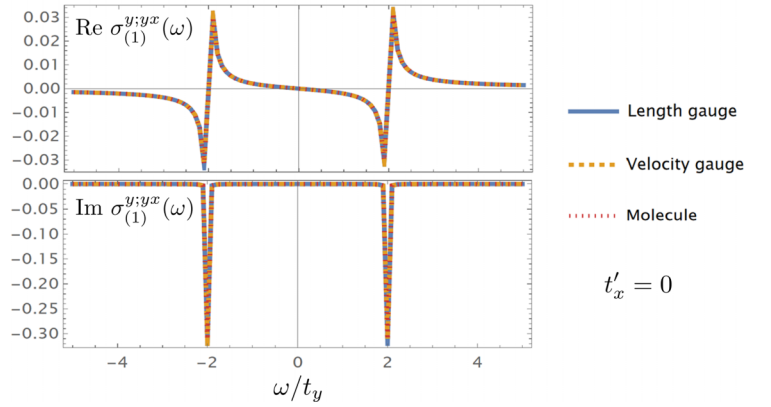 0.03
0.02
0.01
0.00
−0.01
−0.02
−0.03
Re σ^{y;yx}_{(1)}(ω)
0.00
−0.05
−0.10
−0.15
−0.20
−0.25
−0.30
Im σ^{y;yx}_{(1)}(ω)
−4 −2 0 2 4
ω/t_y
Length gauge
Velocity gauge
Molecule
t′_x = 0